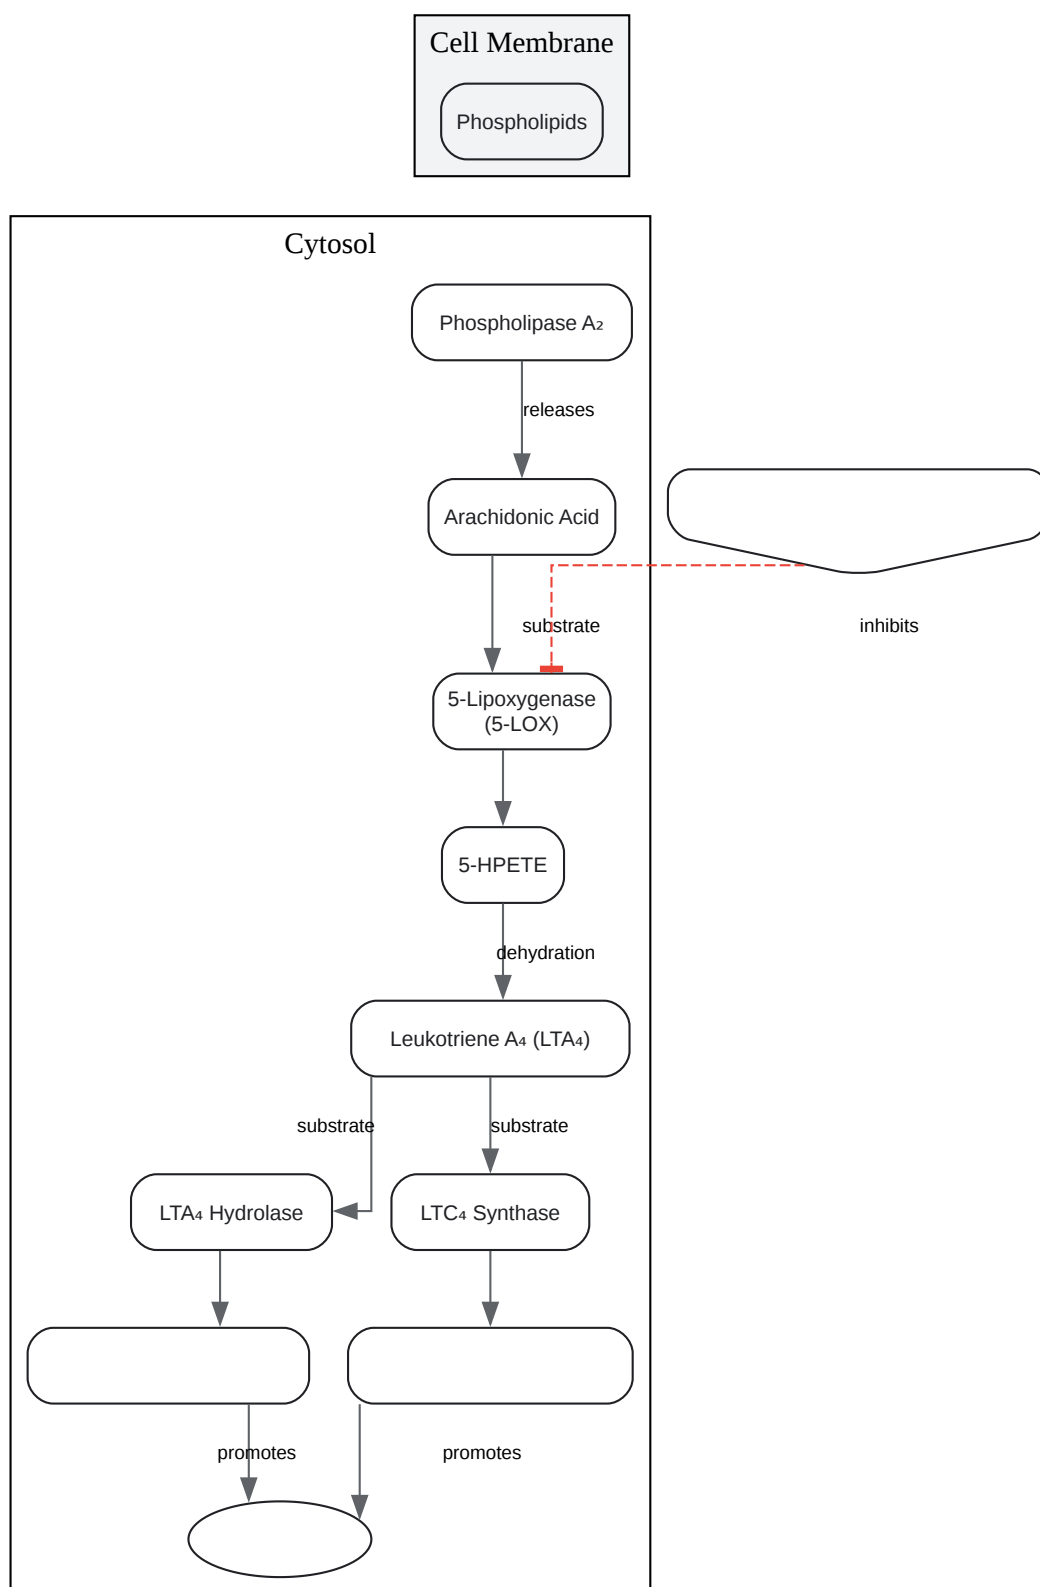 Cell Membrane
Phospholipids
Cytosol
Phospholipase A₂
releases
Arachidonic Acid
substrate
inhibits
5-Lipoxygenase
(5-LOX)
5-HPETE
dehydration
Leukotriene A₄ (LTA₄)
substrate
substrate
LTA₄ Hydrolase
LTC₄ Synthase
promotes
promotes